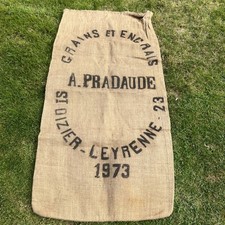 GRAINS ET ENGRAIS
A. PRADAUDE
ST DIZIER-LEYRENNE - 23
1973